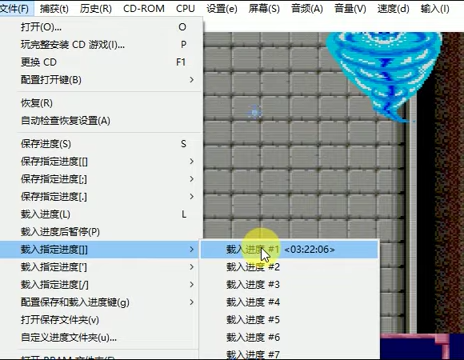 文件(F) 捕获(t) 历史(R) CD-ROM CPU 设置(e) 屏幕(S) 音频(A) 音量(V) 速度(d) 输入(I)
打开(O)... O
玩完整安装 CD 游戏(I)... P
更换 CD F1
配置打开键(B)
恢复(R)
自动检查恢复设置(A)
保存进度(S) S
保存指定进度[[]
保存指定进度[;]
保存指定进度[.]
载入进度(L) L
载入进度后暂停(P)
载入指定进度[]]
载入进度 #1 <03:22:06>
载入指定进度[']
载入进度 #2
载入指定进度[/]
载入进度 #3
配置保存和载入进度键(g)
载入进度 #4
打开保存文件夹(v)
载入进度 #5
自定义进度文件夹(u)...
载入进度 #6
载入进度 #7